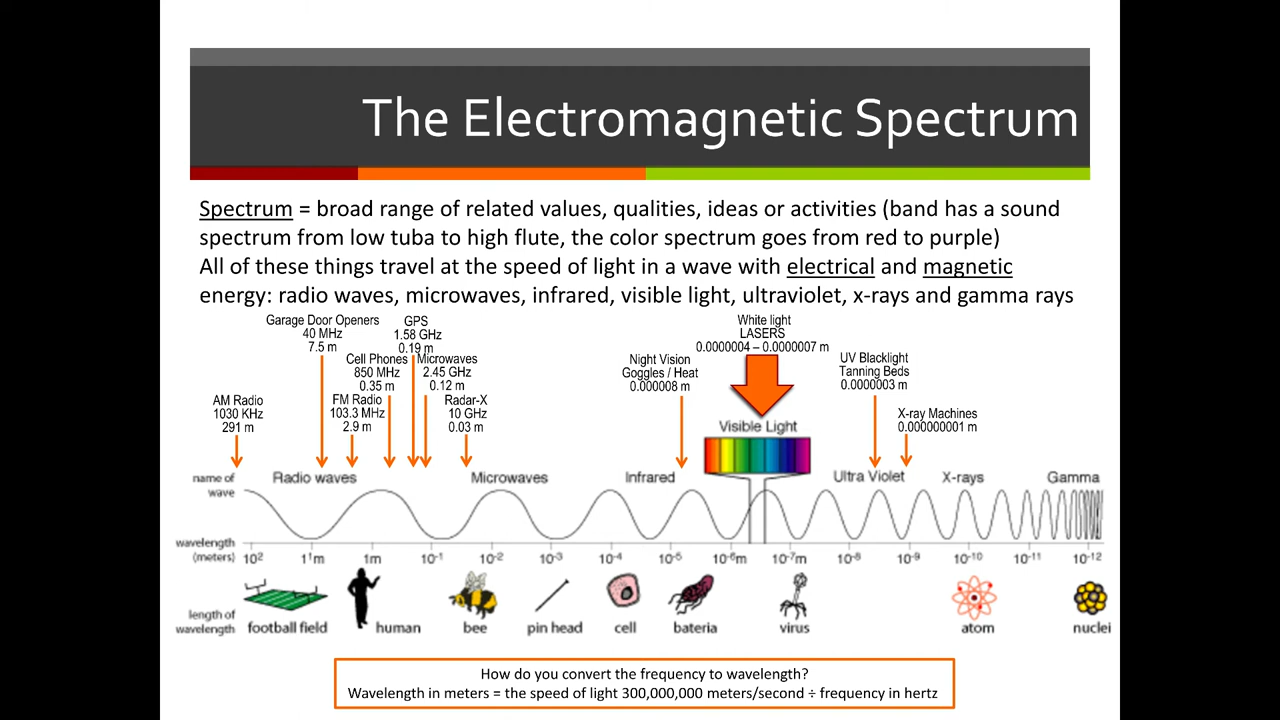 The Electromagnetic Spectrum
Spectrum = broad range of related values, qualities, ideas or activities (band has a sound
spectrum from low tuba to high flute, the color spectrum goes from red to purple)
All of these things travel at the speed of light in a wave with electrical and magnetic
energy: radio waves, microwaves, infrared, visible light, ultraviolet, x-rays and gamma rays
AM Radio
1030 KHz
291 m
Garage Door Openers
40 MHz
7.5 m
FM Radio
103.3 MHz
2.9 m
Cell Phones
850 MHz
0.35 m
GPS
1.58 GHz
0.19 m
Microwaves
2.45 GHz
0.12 m
Radar-X
10 GHz
0.03 m
Night Vision
Goggles / Heat
0.000008 m
White light
LASERS
0.0000004 – 0.0000007 m
Visible Light
UV Blacklight
Tanning Beds
0.0000003 m
X-ray Machines
0.000000001 m
name of
wave
Radio waves
Microwaves
Infrared
Ultra Violet
X-rays
Gamma
wavelength
(meters)
10² 1¹m 1m 10⁻¹ 10⁻² 10⁻³ 10⁻⁴ 10⁻⁵ 10⁻⁶m 10⁻⁷m 10⁻⁸ 10⁻⁹ 10⁻¹⁰ 10⁻¹¹ 10⁻¹²
length of
wavelength
football field human bee pin head cell bateria virus atom nuclei
How do you convert the frequency to wavelength?
Wavelength in meters = the speed of light 300,000,000 meters/second ÷ frequency in hertz